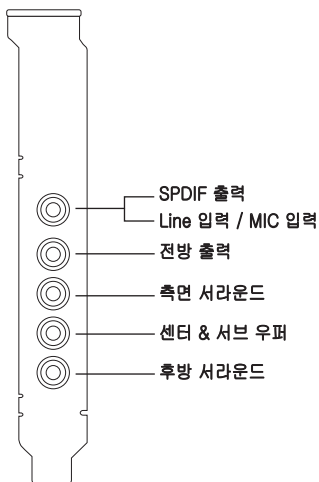 SPDIF 출력
Line 입력 / MIC 입력
전방 출력
측면 서라운드
센터 & 서브 우퍼
후방 서라운드